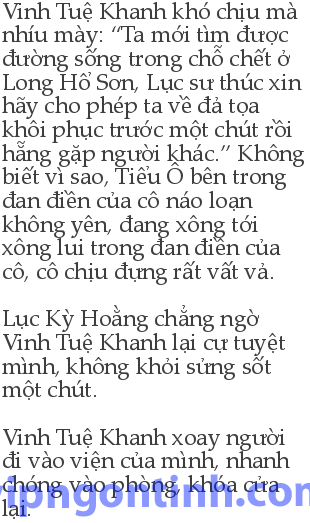 Vinh Tuệ Khanh khó chịu mà
nhíu mày: “Ta mới tìm được
đường sống trong chỗ chết ở
Long Hổ Sơn, Lục sư thúc xin
hãy cho phép ta về đả tọa
khôi phục trước một chút rồi
hẵng gặp người khác.” Không
biết vì sao, Tiểu Ô bên trong
đan điền của cô náo loạn
không yên, đang xông tới
xông lui trong đan điền của
cô, cô chịu đựng rất vất vả.
Lục Kỳ Hoằng chẳng ngờ
Vinh Tuệ Khanh lại cự tuyệt
mình, không khỏi sửng sốt
một chút.
Vinh Tuệ Khanh xoay người
đi vào viện của mình, nhanh
chóng vào phòng, khóa cửa
lại.
vipngontinh.com